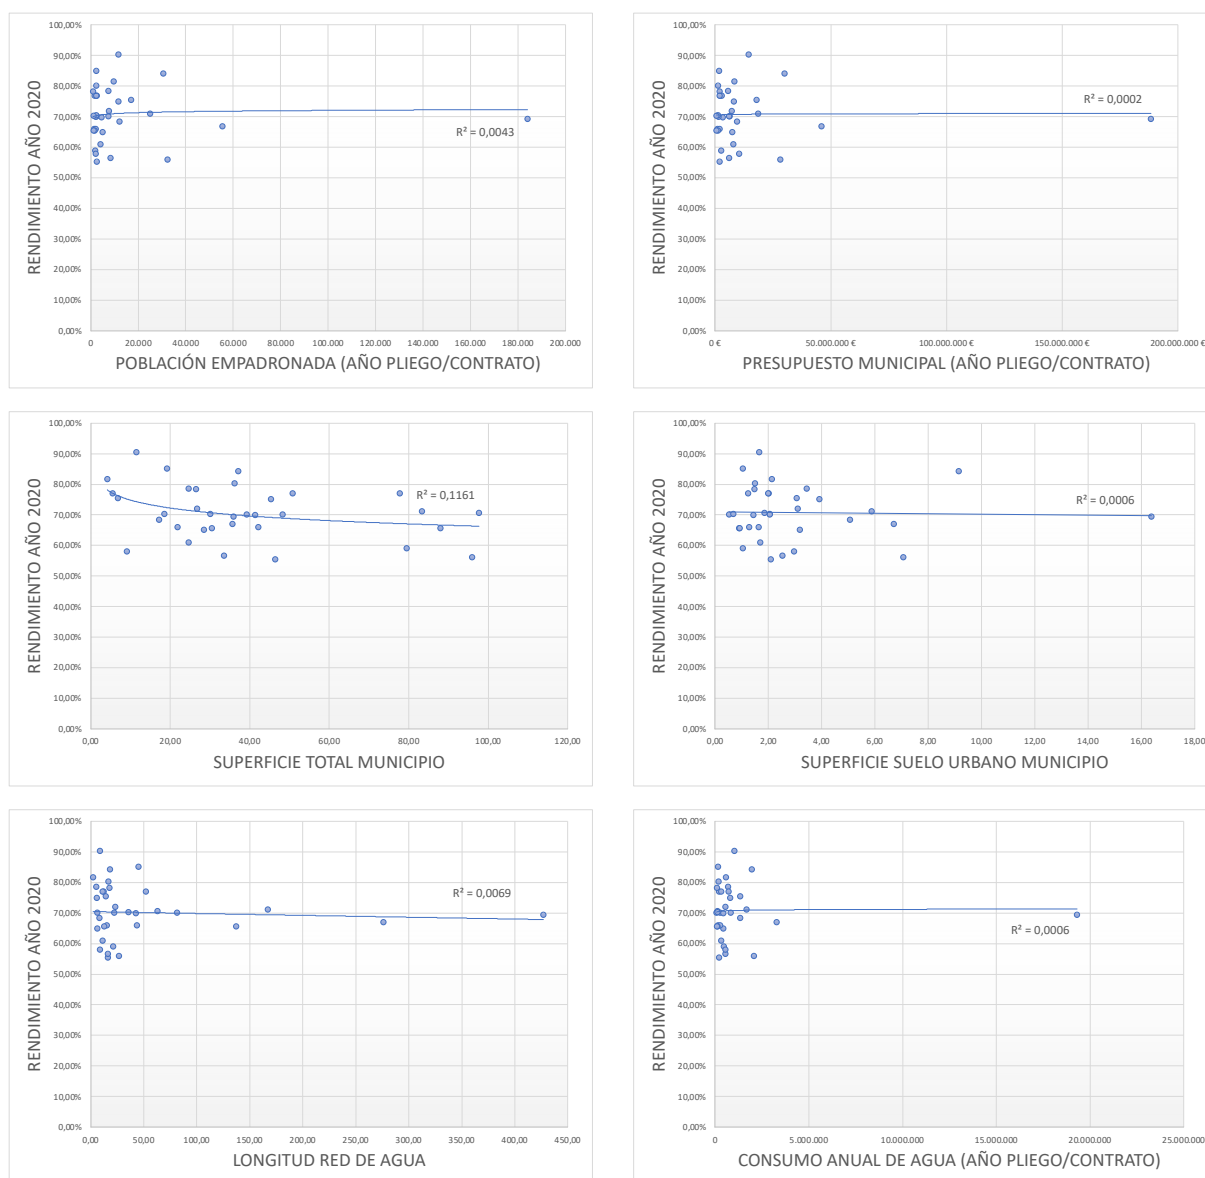 100,00%
90,00%
80,00%
70,00%
60,00%
50,00%
40,00%
30,00%
20,00%
10,00%
0,00%
RENDIMIENTO AÑO 2020
R² = 0,0043
0 20.000 40.000 60.000 80.000 100.000 120.000 140.000 160.000 180.000 200.000
POBLACIÓN EMPADRONADA (AÑO PLIEGO/CONTRATO)
100,00%
90,00%
80,00%
70,00%
60,00%
50,00%
40,00%
30,00%
20,00%
10,00%
0,00%
RENDIMIENTO AÑO 2020
R² = 0,0002
0 € 50.000.000 € 100.000.000 € 150.000.000 € 200.000.000 €
PRESUPUESTO MUNICIPAL (AÑO PLIEGO/CONTRATO)
100,00%
90,00%
80,00%
70,00%
60,00%
50,00%
40,00%
30,00%
20,00%
10,00%
0,00%
RENDIMIENTO AÑO 2020
R² = 0,1161
0,00 20,00 40,00 60,00 80,00 100,00 120,00
SUPERFICIE TOTAL MUNICIPIO
100,00%
90,00%
80,00%
70,00%
60,00%
50,00%
40,00%
30,00%
20,00%
10,00%
0,00%
RENDIMIENTO AÑO 2020
R² = 0,0006
0,00 2,00 4,00 6,00 8,00 10,00 12,00 14,00 16,00 18,00
SUPERFICIE SUELO URBANO MUNICIPIO
100,00%
90,00%
80,00%
70,00%
60,00%
50,00%
40,00%
30,00%
20,00%
10,00%
0,00%
RENDIMIENTO AÑO 2020
R² = 0,0069
0,00 50,00 100,00 150,00 200,00 250,00 300,00 350,00 400,00 450,00
LONGITUD RED DE AGUA
100,00%
90,00%
80,00%
70,00%
60,00%
50,00%
40,00%
30,00%
20,00%
10,00%
0,00%
RENDIMIENTO AÑO 2020
R² = 0,0006
0 5.000.000 10.000.000 15.000.000 20.000.000 25.000.000
CONSUMO ANUAL DE AGUA (AÑO PLIEGO/CONTRATO)